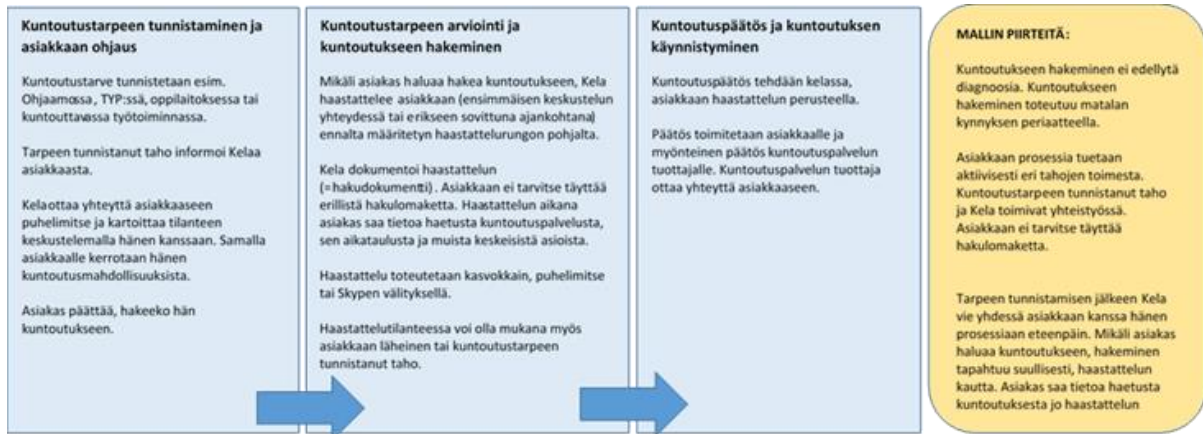 Kuntoutustarpeen tunnistaminen ja
asiakkaan ohjaus
Kuntoutustarve tunnistetaan esim.
Ohjaamossa, TYP:ssä, oppilaitoksessa tai
kuntouttavassa työtoiminnassa.
Tarpeen tunnistanut taho informoi Kelaa
asiakkaasta.
Kela ottaa yhteyttä asiakkaaseen
puhelimitse ja kartoittaa tilanteen
keskustelemalla hänen kanssaan. Samalla
asiakkaalle kerrotaan hänen
kuntoutusmahdollisuuksista.
Asiakas päättää, hakeeko hän
kuntoutukseen.
Kuntoutustarpeen arviointi ja
kuntoutukseen hakeminen
Mikäli asiakas haluaa hakea kuntoutukseen, Kela
haastattelee asiakkaan (ensimmäisen keskustelun
yhteydessä tai erikseen sovittuna ajankohtana)
ennalta määritetyn haastattelurungon pohjalta.
Kela dokumentoi haastattelun
(=hakudokumentti). Asiakkaan ei tarvitse täyttää
erillistä hakulomaketta. Haastattelun aikana
asiakas saa tietoa haetusta kuntoutuspalvelusta,
sen aikataulusta ja muista keskeisistä asioista.
Haastattelu toteutetaan kasvokkain, puhelimitse
tai Skypen välityksellä.
Haastattelutilanteessa voi olla mukana myös
asiakkaan läheinen tai kuntoutustarpeen
tunnistanut taho.
Kuntoutuspäätös ja kuntoutuksen
käynnistyminen
Kuntoutuspäätös tehdään kelassa,
asiakkaan haastattelun perusteella.
Päätös toimitetaan asiakkaalle ja
myönteinen päätös kuntoutuspalvelun
tuottajalle. Kuntoutuspalvelun tuottaja
ottaa yhteyttä asiakkaaseen.
MALLIN PIIRTEITÄ:
Kuntoutukseen hakeminen ei edellytä
diagnoosia. Kuntoutukseen
hakeminen toteutuu matalan
kynnyksen periaatteella.
Asiakkaan prosessia tuetaan
aktiivisesti eri tahojen toimesta.
Kuntoutustarpeen tunnistanut taho
ja Kela toimivat yhteistyössä.
Asiakkaan ei tarvitse täyttää
hakulomaketta.
Tarpeen tunnistamisen jälkeen Kela
vie yhdessä asiakkaan kanssa hänen
prosessiaan eteenpäin. Mikäli asiakas
haluaa kuntoutukseen, hakeminen
tapahtuu suullisesti, haastattelun
kautta. Asiakas saa tietoa haetusta
kuntoutuksesta jo haastattelun